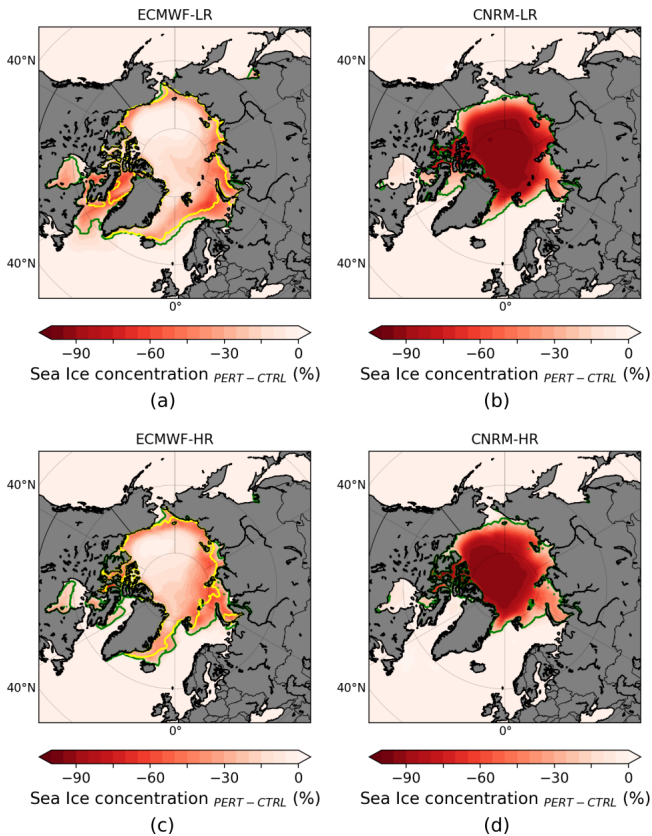 ECMWF-LR
CNRM-LR
40°N
40°N
40°N
40°N
0°
0°
−90 −60 −30 0
−90 −60 −30 0
Sea Ice concentration PERT−CTRL (%)
Sea Ice concentration PERT−CTRL (%)
(a)
(b)
ECMWF-HR
CNRM-HR
40°N
40°N
40°N
40°N
0°
0°
−90 −60 −30 0
−90 −60 −30 0
Sea Ice concentration PERT−CTRL (%)
Sea Ice concentration PERT−CTRL (%)
(c)
(d)